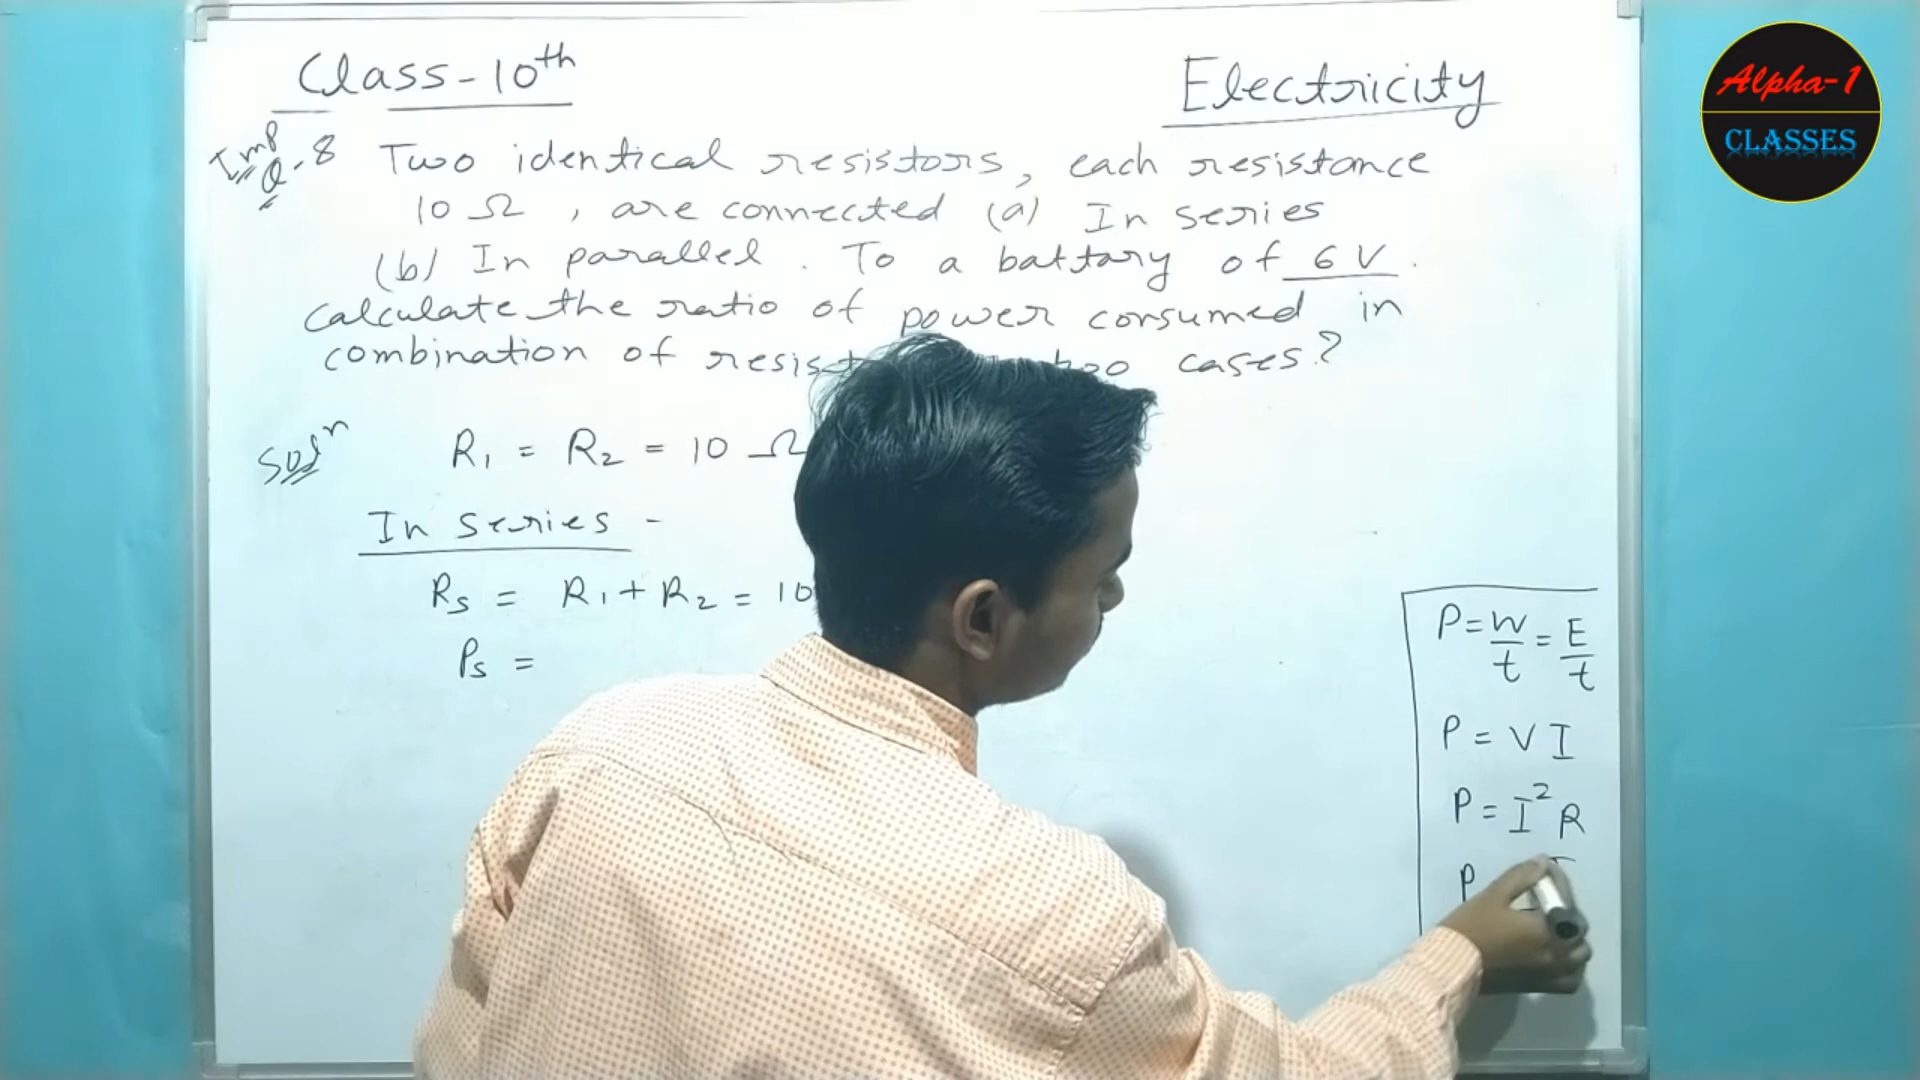 Class-10th
Electricity
Alpha-1
CLASSES
Imp
Q.8 Two identical resistors, each resistance
10 Ω, are connected (a) In series
(b) In parallel. To a battary of 6 V.
Calculate the ratio of power consumed in
combination of cases?
Solⁿ R₁ = R₂ = 10 Ω
In series -
Rs = R₁ + R₂ = 10
Ps =
P = W/t = E/t
P = V I
P = I² R
P